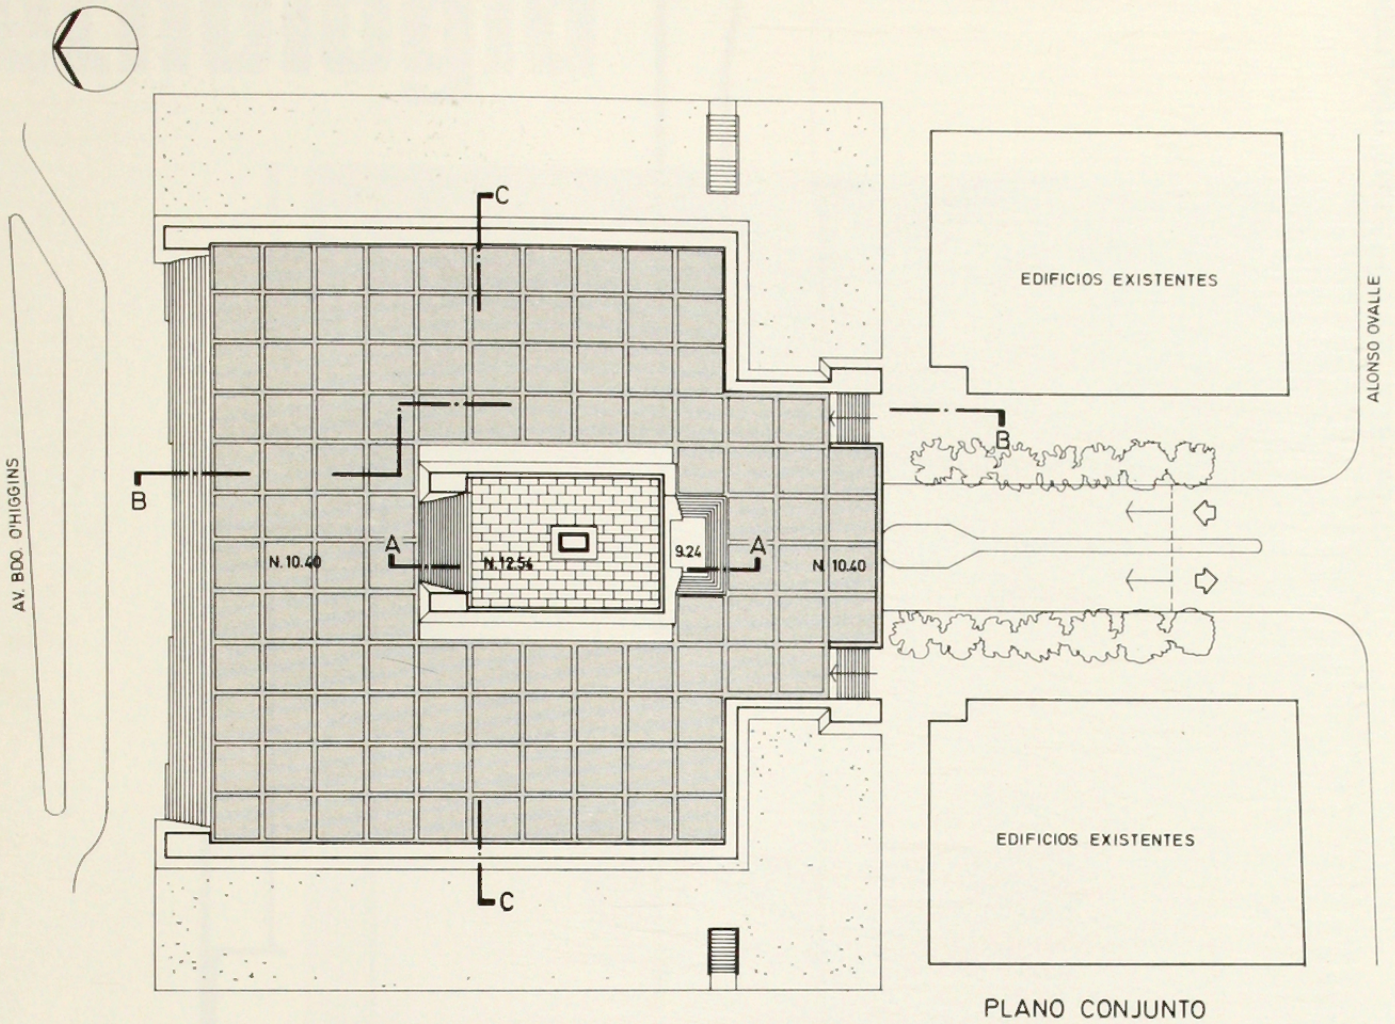 C
EDIFICIOS EXISTENTES
ALONSO OVALLE
B
B
AV. BDO. O'HIGGINS
A
A
N. 10.40
N. 12.54
9.24
N. 10.40
EDIFICIOS EXISTENTES
C
PLANO CONJUNTO